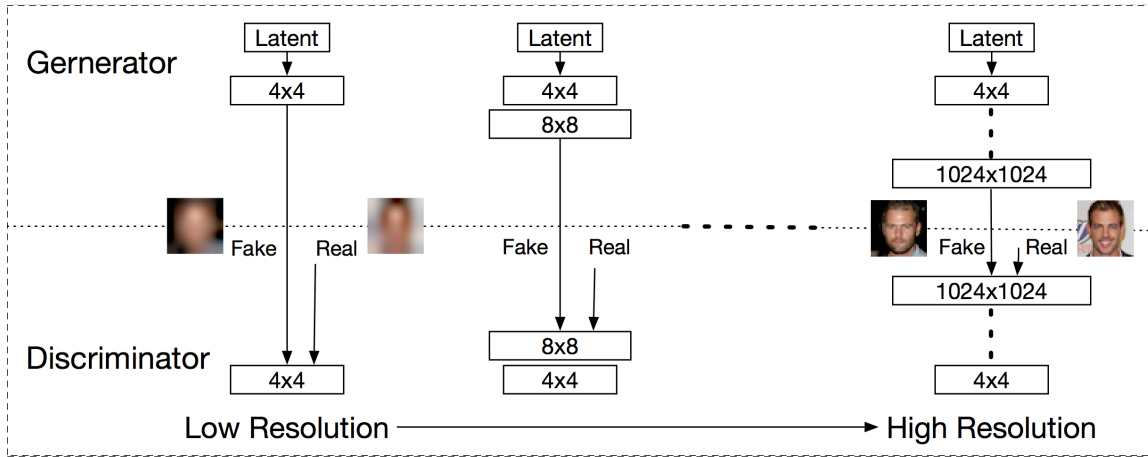 Latent
Latent
Latent
Gernerator
4x4
4x4
4x4
8x8
1024x1024
Fake
Real
Fake
Real
Fake
Real
1024x1024
8x8
Discriminator
4x4
4x4
4x4
Low Resolution
High Resolution